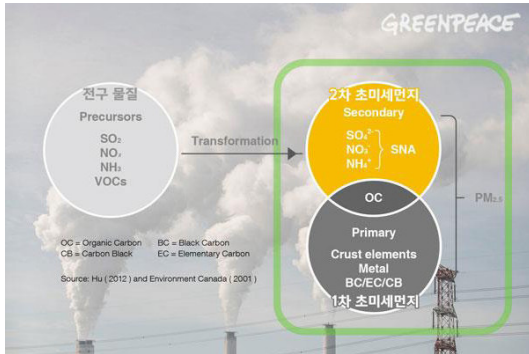 GREENPEACE
전구 물질
Precursors
SO₂
NOₓ
NH₃
VOCs
Transformation
2차 초미세먼지
Secondary
SO₄²⁻
NO₃⁻
NH₄⁺
SNA
OC
PM₂.₅
Primary
Crust elements
Metal
BC/EC/CB
1차 초미세먼지
OC = Organic Carbon BC = Black Carbon
CB = Carbon Black EC = Elementary Carbon
Source: Hu ( 2012 ) and Environment Canada ( 2001 )